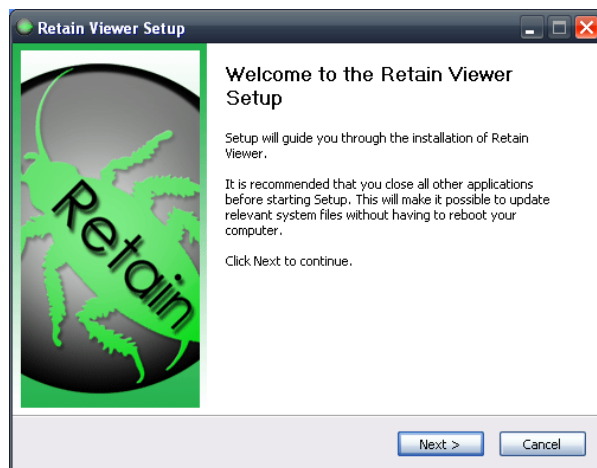 Retain Viewer Setup
Welcome to the Retain Viewer
Setup
Setup will guide you through the installation of Retain
Viewer.
It is recommended that you close all other applications
before starting Setup. This will make it possible to update
relevant system files without having to reboot your
computer.
Click Next to continue.
Retain
Next >
Cancel